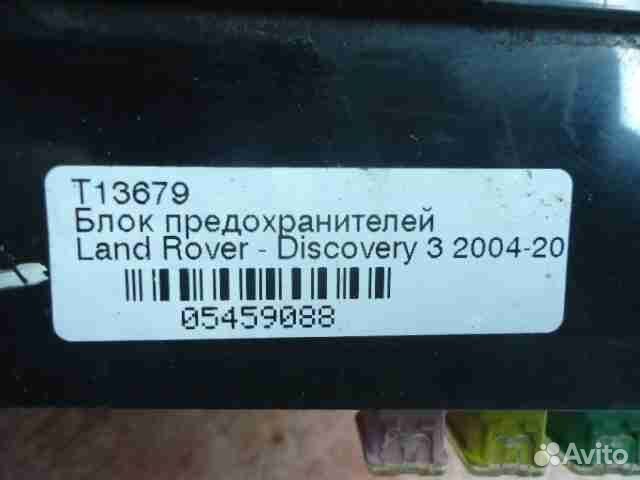 T13679
Блок предохранителей
Land Rover - Discovery 3 2004-20
05459088
Avito